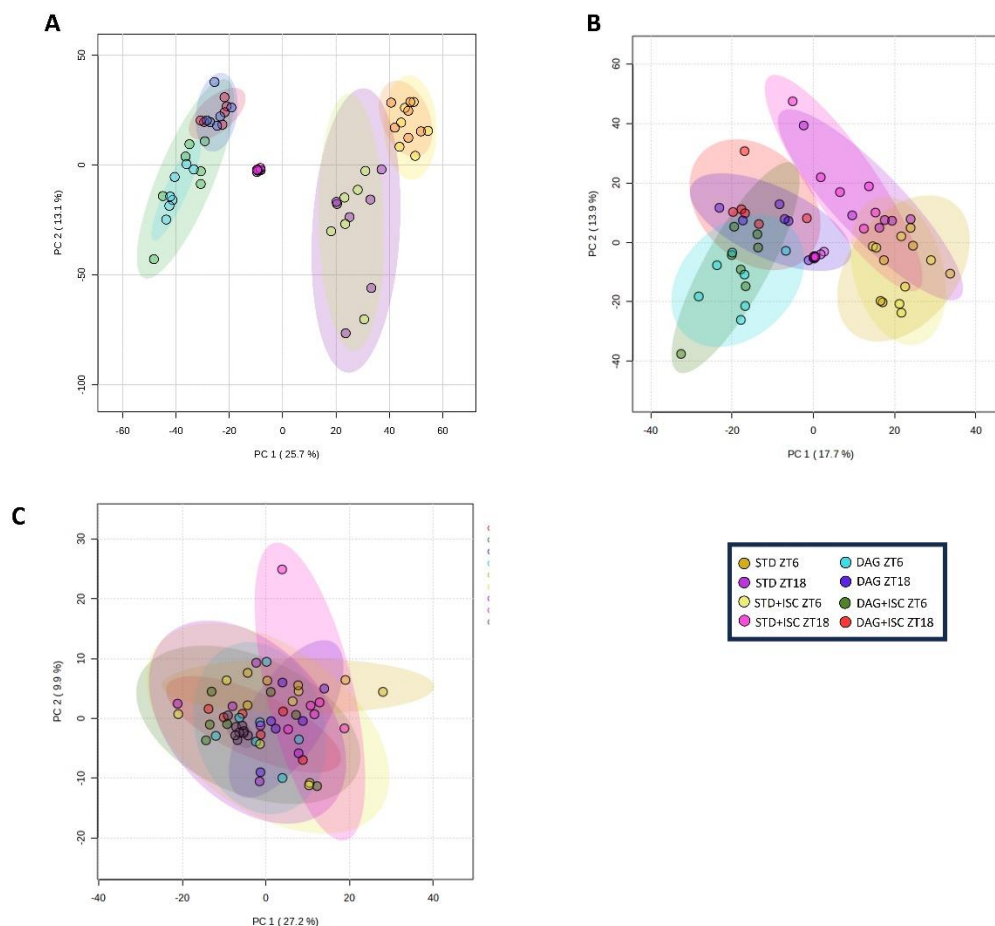 A
50
0
-50
-100
PC 2 ( 13.1 %)
-60 -40 -20 0 20 40 60
PC 1 ( 25.7 %)
B
60
40
20
0
-20
-40
PC 2 ( 13.9 %)
-40 -20 0 20 40
PC 1 ( 17.7 %)
C
30
20
10
0
-10
-20
PC 2 ( 9.9 %)
-40 -20 0 20 40
PC 1 ( 27.2 %)
STD ZT6 DAG ZT6
STD ZT18 DAG ZT18
STD+ISC ZT6 DAG+ISC ZT6
STD+ISC ZT18 DAG+ISC ZT18